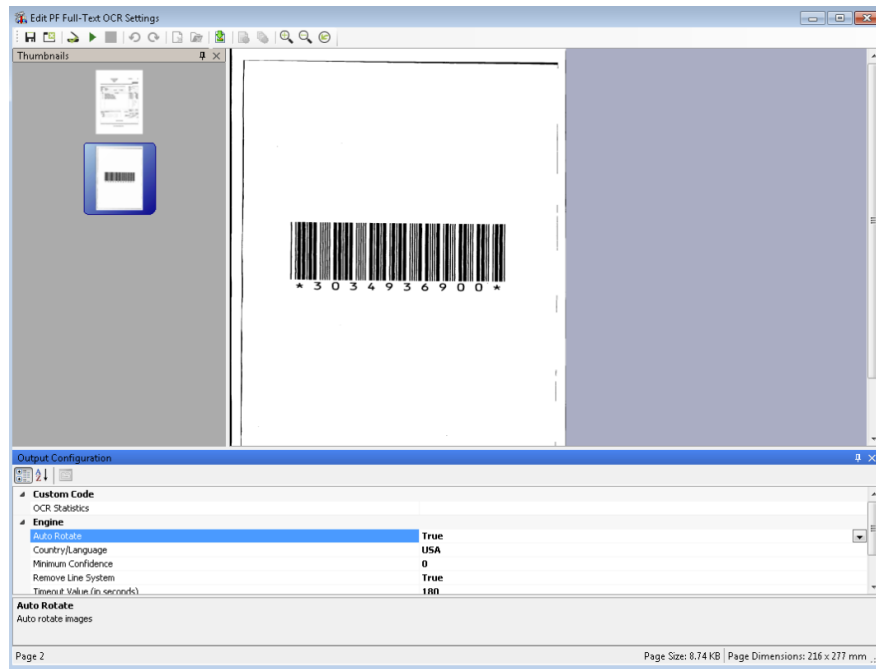 Edit PF Full-Text OCR Settings
Thumbnails
*3034936900*
Output Configuration
Custom Code
OCR Statistics
Engine
Auto Rotate True
Country/Language USA
Minimum Confidence 0
Remove Line System True
Timeout Value (in seconds) 180
Auto Rotate
Auto rotate images
Page 2 Page Size: 8.74 KB Page Dimensions: 216 x 277 mm